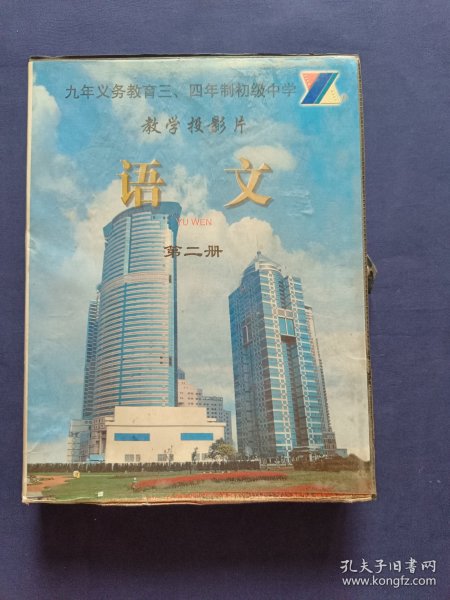 九年义务教育三、四年制初级中学
教学投影片
语文
YU WEN
第二册
孔夫子旧书网
www.kongfz.com